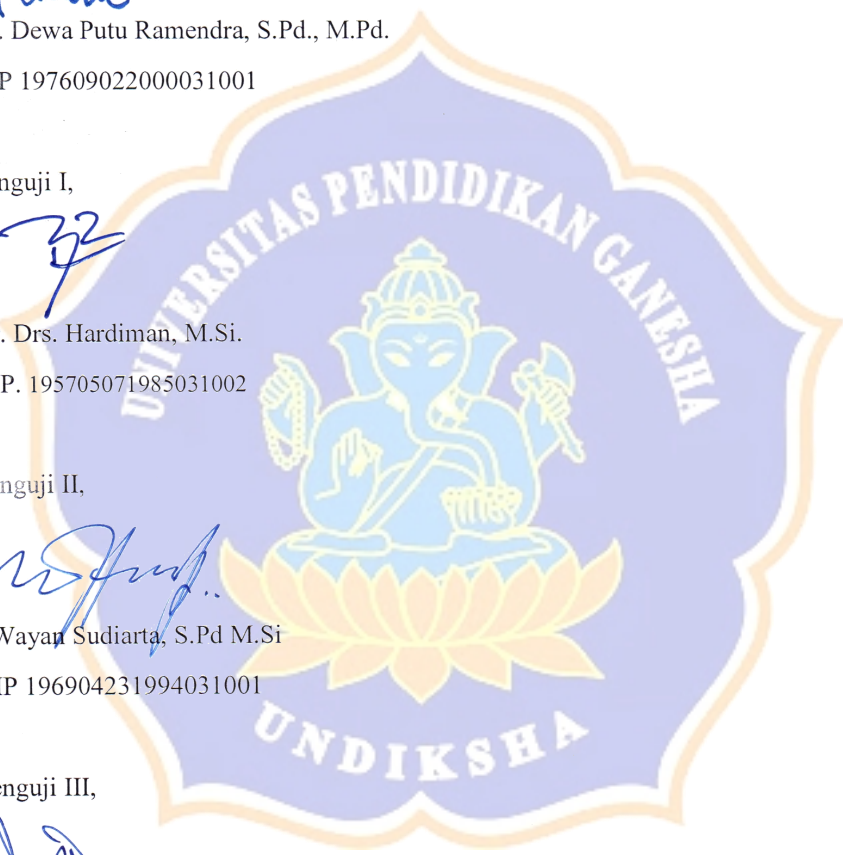 . Dewa Putu Ramendra, S.Pd., M.Pd.
P 197609022000031001
nguji I,
. Drs. Hardiman, M.Si.
P. 195705071985031002
nguji II,
Wayan Sudiarta, S.Pd M.Si
IP 196904231994031001
enguji III,
UNIVERSITAS PENDIDIKAN GANESHA
UNDIKSHA